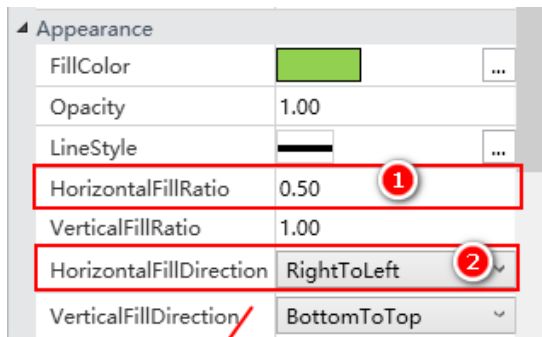 Appearance
FillColor ...
Opacity 1.00
LineStyle ...
HorizontalFillRatio 0.50 1
VerticalFillRatio 1.00
HorizontalFillDirection RightToLeft 2
VerticalFillDirection BottomToTop